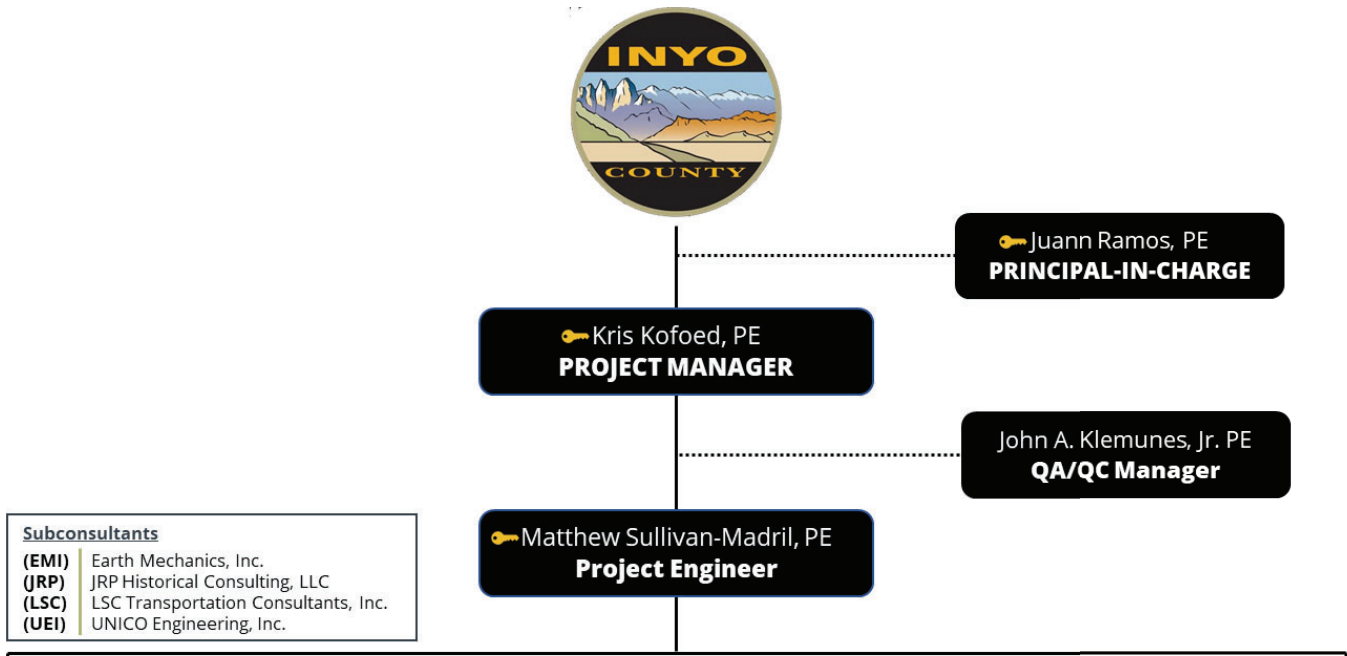 INYO
COUNTY
Juann Ramos, PE
PRINCIPAL-IN-CHARGE
Kris Kofoed, PE
PROJECT MANAGER
John A. Klemunes, Jr. PE
QA/QC Manager
Matthew Sullivan-Madril, PE
Project Engineer
Subconsultants
(EMI) Earth Mechanics, Inc.
(JRP) JRP Historical Consulting, LLC
(LSC) LSC Transportation Consultants, Inc.
(UEI) UNICO Engineering, Inc.